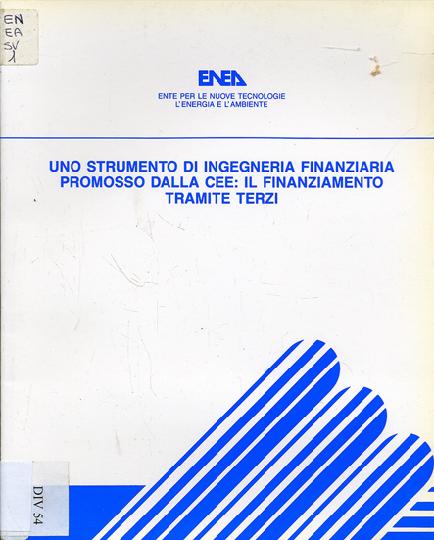 EN
EA
SV
1
ENEA
ENTE PER LE NUOVE TECNOLOGIE
L'ENERGIA E L'AMBIENTE
UNO STRUMENTO DI INGEGNERIA FINANZIARIA
PROMOSSO DALLA CEE: IL FINANZIAMENTO
TRAMITE TERZI
DIV 54